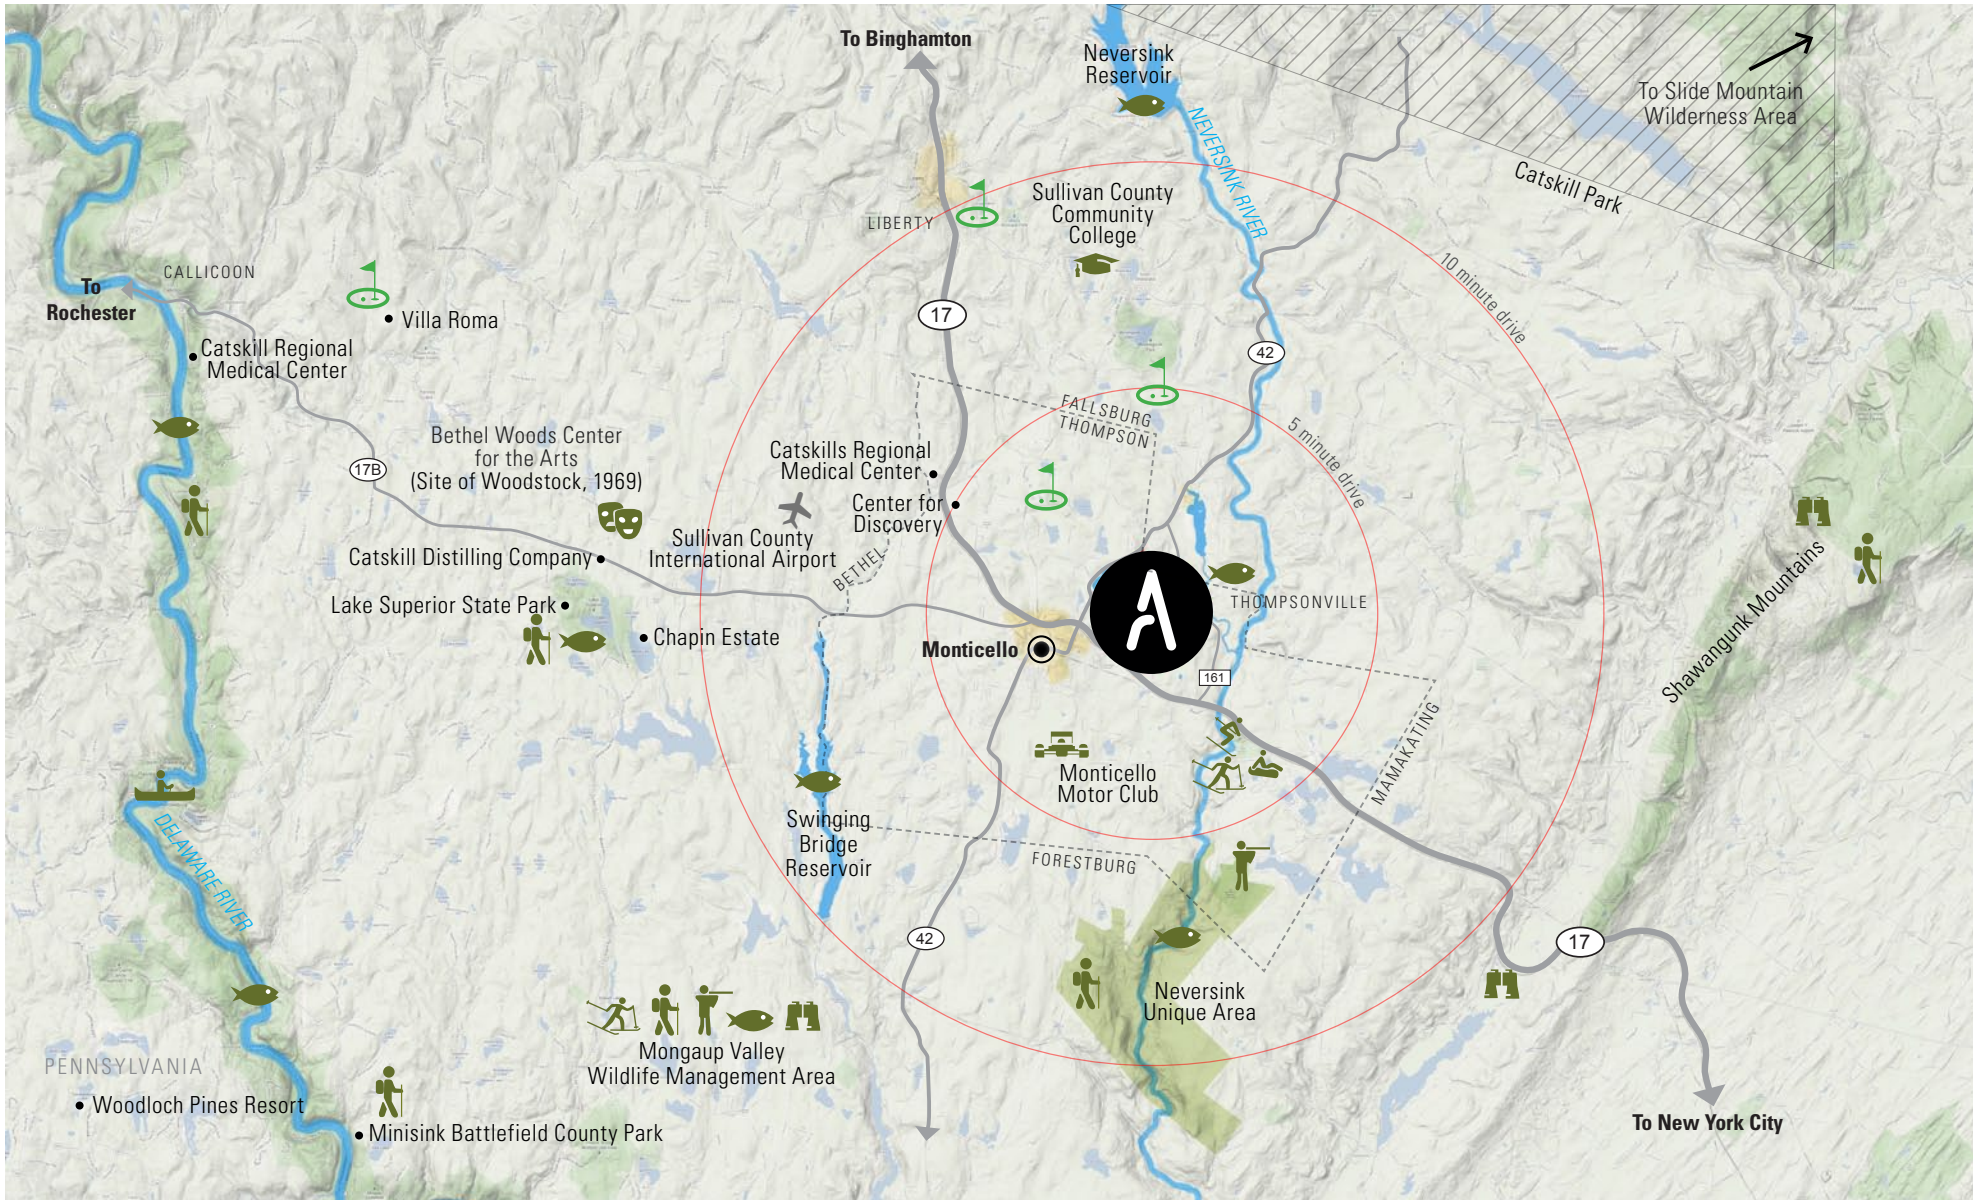 To Binghamton
Neversink
Reservoir
NEVERSINK RIVER
To Slide Mountain
Wilderness Area
Catskill Park
Sullivan County
Community
College
LIBERTY
10 minute drive
CALLICOON
To
Rochester
Villa Roma
17
42
Catskill Regional
Medical Center
FALLSBURG
THOMPSON
5 minute drive
17B
Bethel Woods Center
for the Arts
(Site of Woodstock, 1969)
Catskills Regional
Medical Center
Center for
Discovery
Sullivan County
International Airport
Catskill Distilling Company
BETHEL
Lake Superior State Park
Chapin Estate
A
THOMPSONVILLE
Monticello
161
Shawangunk Mountains
MAMAKATING
Monticello
Motor Club
Swinging
Bridge
Reservoir
FORESTBURG
DELAWARE RIVER
42
17
Neversink
Unique Area
Mongaup Valley
Wildlife Management Area
PENNSYLVANIA
Woodloch Pines Resort
Minisink Battlefield County Park
To New York City